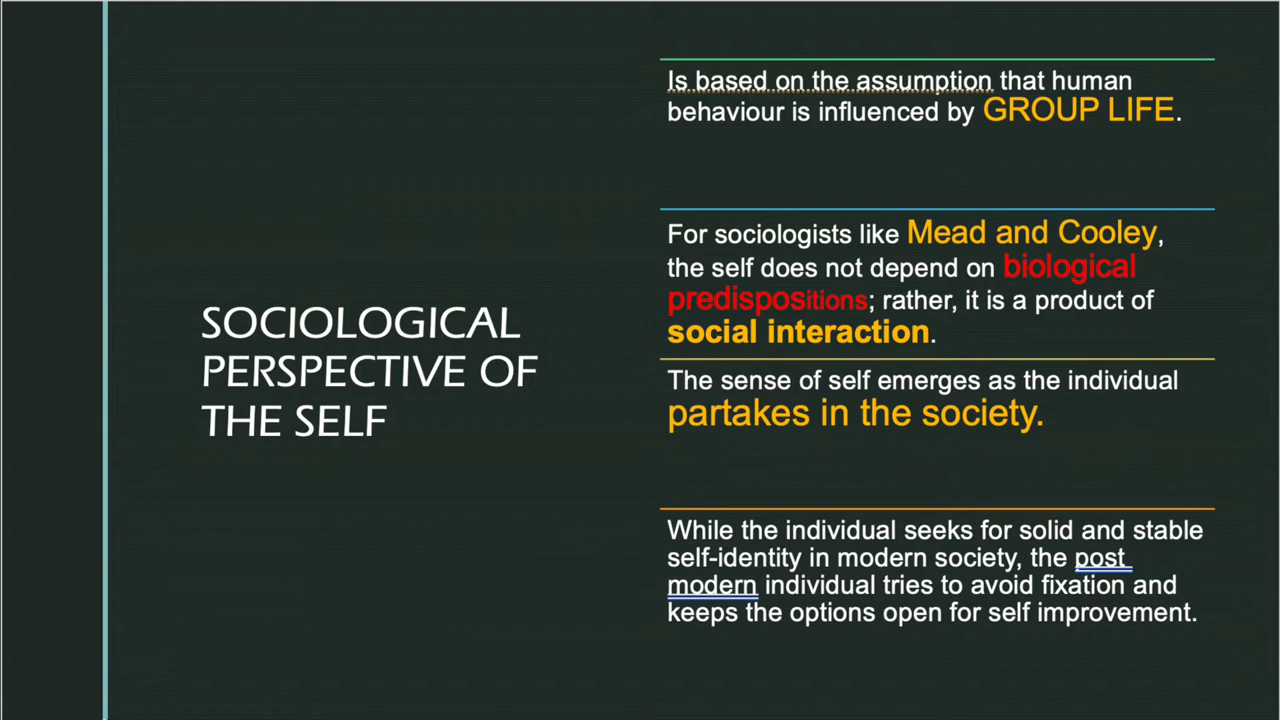 SOCIOLOGICAL
PERSPECTIVE OF
THE SELF
Is based on the assumption that human
behaviour is influenced by GROUP LIFE.
For sociologists like Mead and Cooley,
the self does not depend on biological
predispositions; rather, it is a product of
social interaction.
The sense of self emerges as the individual
partakes in the society.
While the individual seeks for solid and stable
self-identity in modern society, the post
modern individual tries to avoid fixation and
keeps the options open for self improvement.